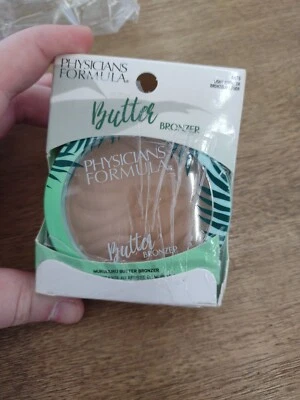 PHYSICIANS
FORMULA®
Butter
BRONZER
PHYSICIANS
FORMULA®
Butter
BRONZER
MURUMURU BUTTER BRONZER